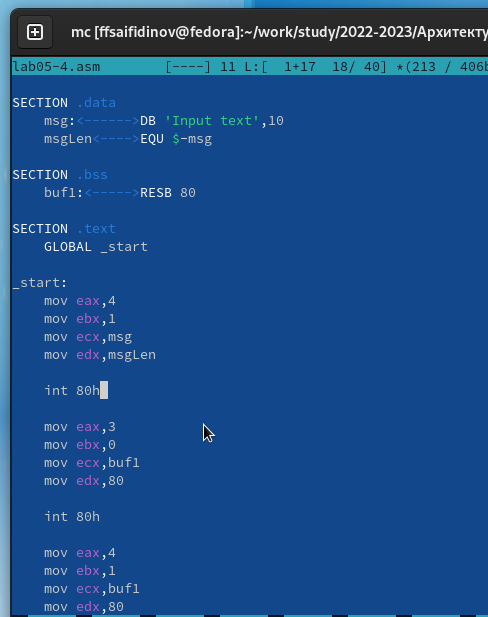 mc [ffsaifidinov@fedora]:~/work/study/2022-2023/Архитекту
lab05-4.asm [----] 11 L:[ 1+17 18/ 40] *(213 / 406b
SECTION .data
msg:<------>DB 'Input text',10
msgLen<---->EQU $-msg
SECTION .bss
buf1:<----->RESB 80
SECTION .text
GLOBAL _start
_start:
mov eax,4
mov ebx,1
mov ecx,msg
mov edx,msgLen
int 80h
mov eax,3
mov ebx,0
mov ecx,buf1
mov edx,80
int 80h
mov eax,4
mov ebx,1
mov ecx,buf1
mov edx,80